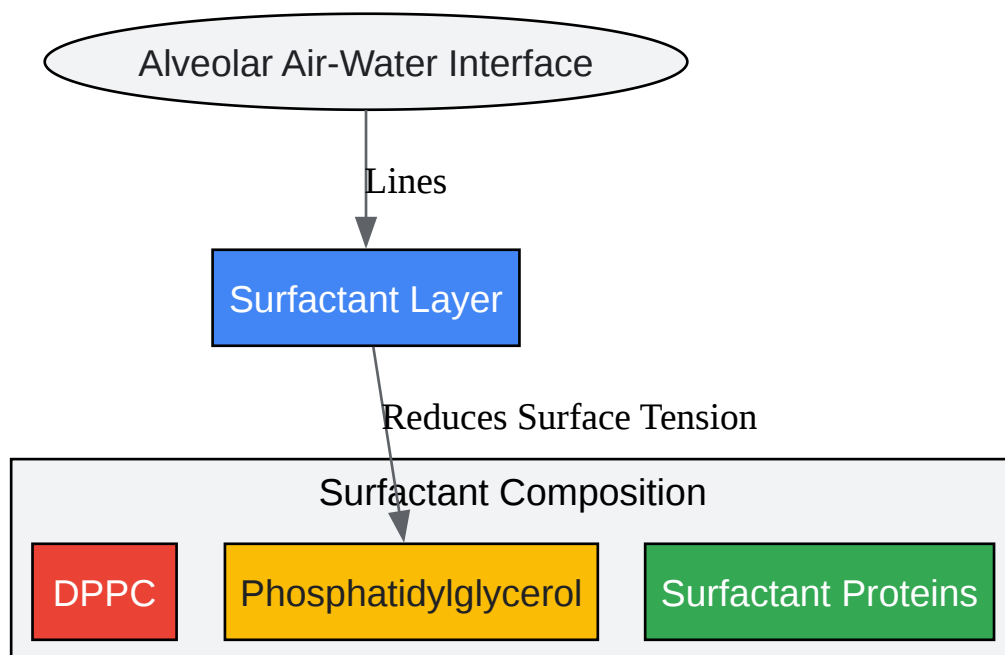 Alveolar Air-Water Interface
Lines
Surfactant Layer
Reduces Surface Tension
Surfactant Composition
DPPC
Phosphatidylglycerol
Surfactant Proteins